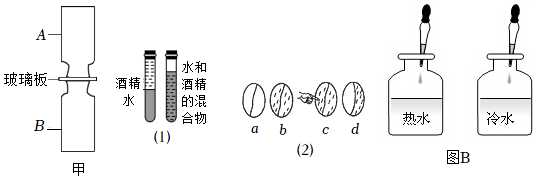 A
玻璃板
B
甲
酒精
水
水和
酒精
的混
合物
(1)
a b c d
(2)
热水
冷水
图B